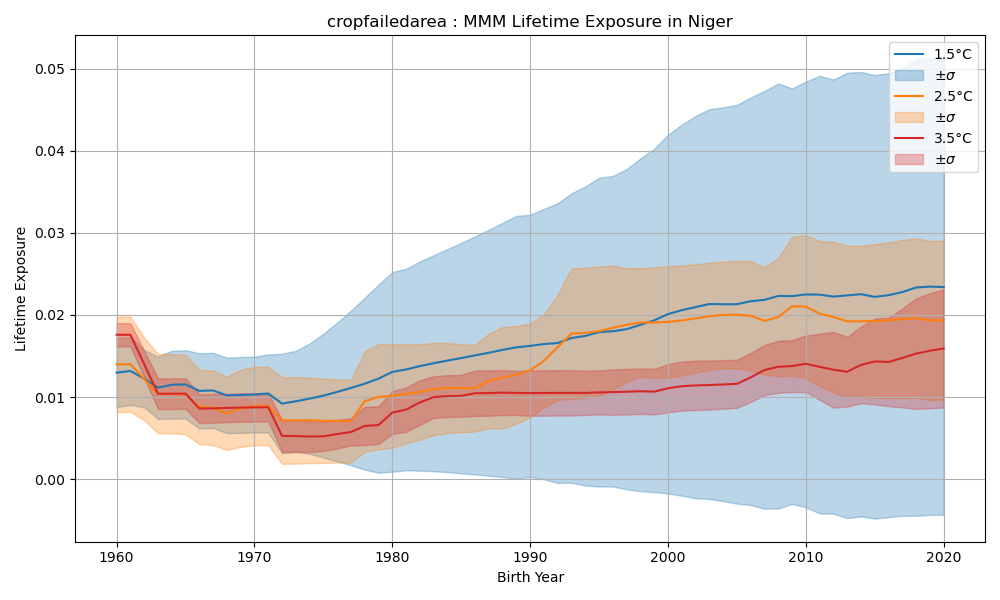 cropfailedarea : MMM Lifetime Exposure in Niger
1.5°C
±σ
2.5°C
±σ
3.5°C
±σ
Lifetime Exposure
0.05
0.04
0.03
0.02
0.01
0.00
1960 1970 1980 1990 2000 2010 2020
Birth Year